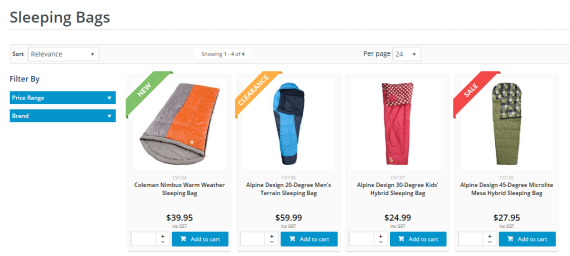 Sleeping Bags
Sort Relevance Showing 1 - 4 of 4 Per page 24
Filter By
Price Range
Brand
NEW
CLEARANCE
SALE
CV134
Coleman Nimbus Warm Weather
Sleeping Bag
$39.95
inc GST
+
−
Add to cart
CV136
Alpine Design 20-Degree Men's
Terrain Sleeping Bag
$59.99
inc GST
+
−
Add to cart
CV137
Alpine Design 30-Degree Kids'
Hybrid Sleeping Bag
$24.99
inc GST
+
−
Add to cart
CV135
Alpine Design 45-Degree Microlite
Mesa Hybrid Sleeping Bag
$27.95
inc GST
+
−
Add to cart